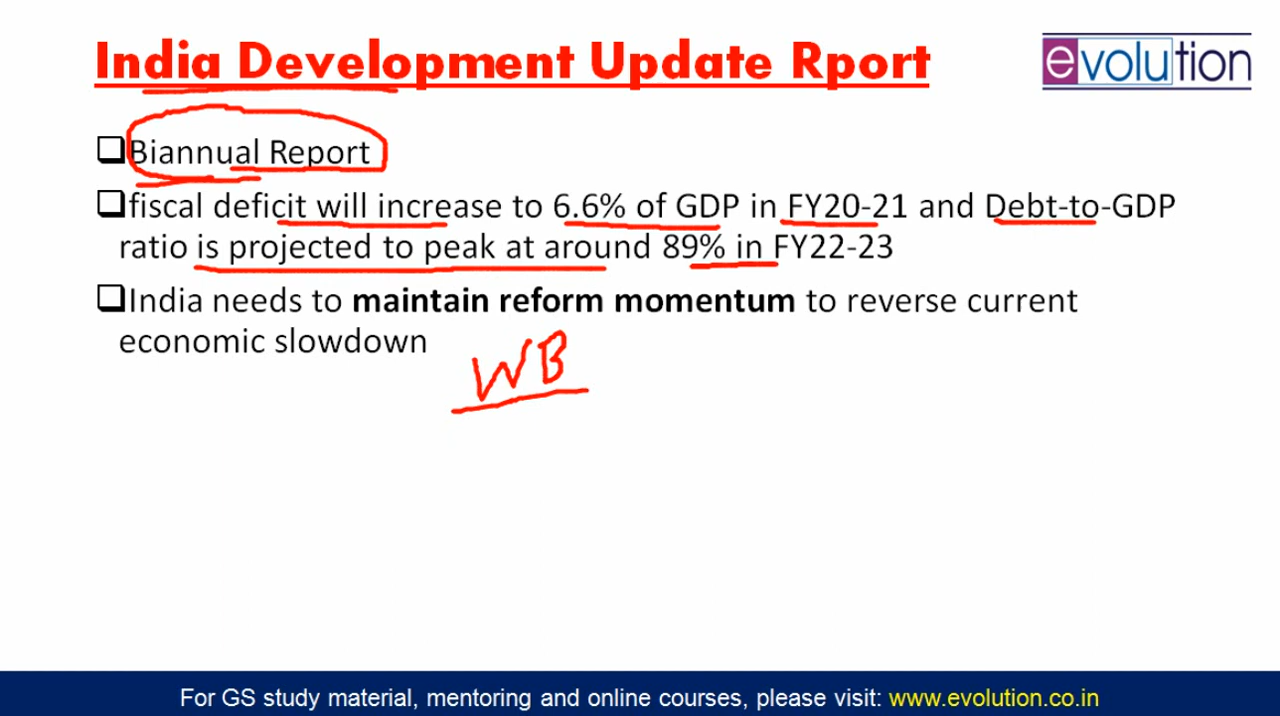 India Development Update Rport
evolution
Biannual Report
fiscal deficit will increase to 6.6% of GDP in FY20-21 and Debt-to-GDP
ratio is projected to peak at around 89% in FY22-23
India needs to maintain reform momentum to reverse current
economic slowdown
WB
For GS study material, mentoring and online courses, please visit: www.evolution.co.in